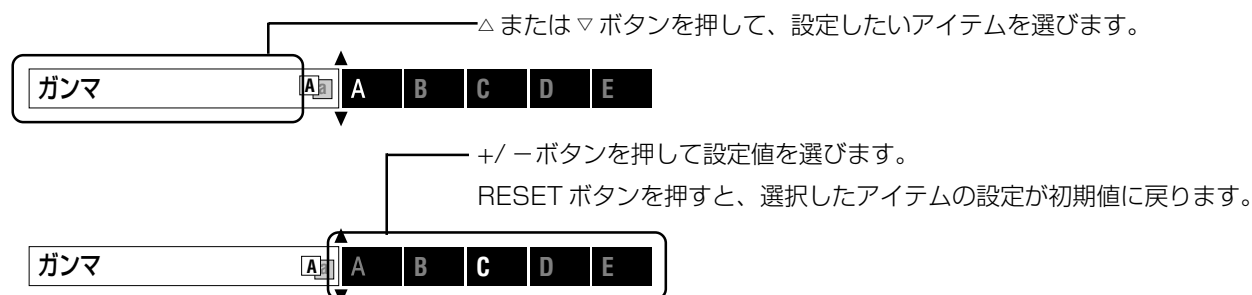 △ または ▽ ボタンを押して、設定したいアイテムを選びます。
ガンマ Aa A B C D E
+/ −ボタンを押して設定値を選びます。
RESET ボタンを押すと、選択したアイテムの設定が初期値に戻ります。
ガンマ Aa A B C D E